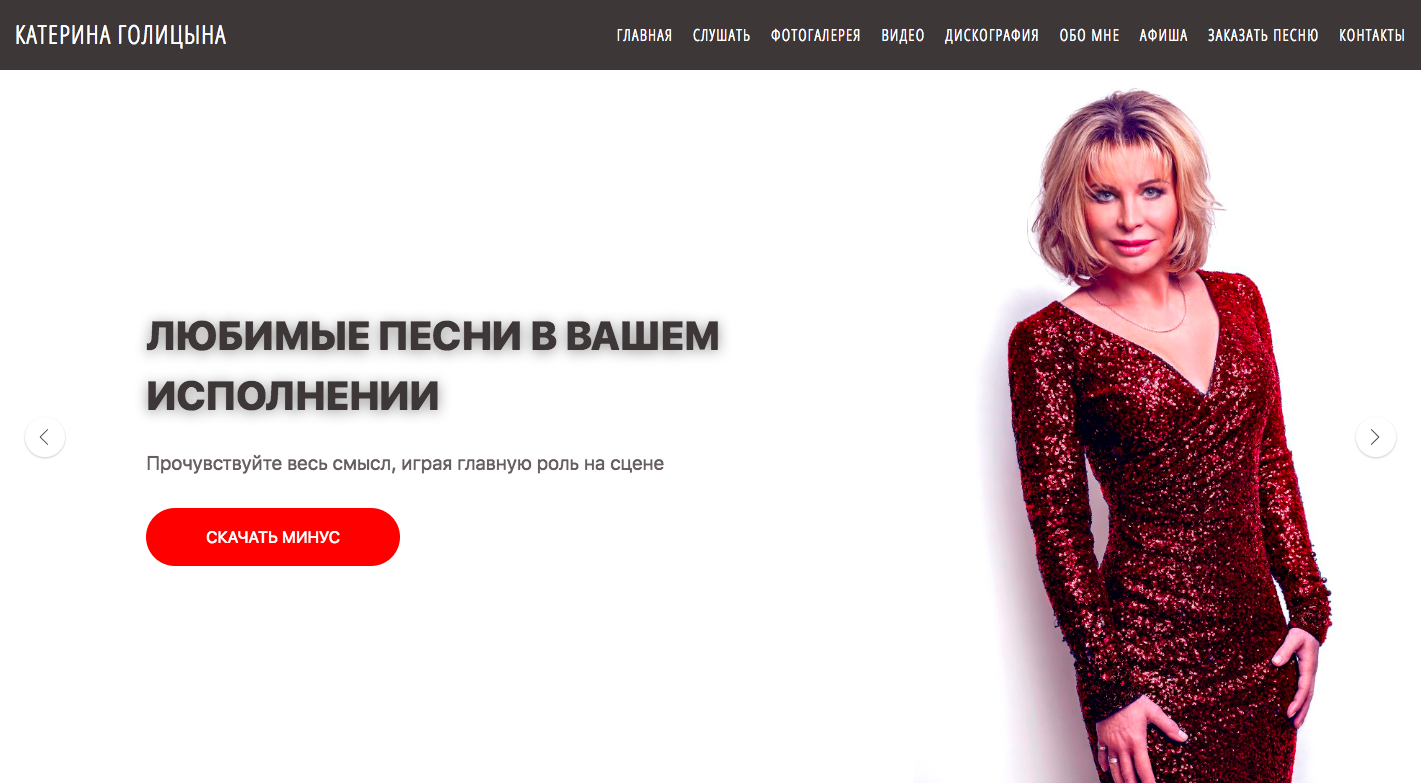 КАТЕРИНА ГОЛИЦЫНА
ГЛАВНАЯ СЛУШАТЬ ФОТОГАЛЕРЕЯ ВИДЕО ДИСКОГРАФИЯ ОБО МНЕ АФИША ЗАКАЗАТЬ ПЕСНЮ КОНТАКТЫ
ЛЮБИМЫЕ ПЕСНИ В ВАШЕМ
ИСПОЛНЕНИИ
Прочувствуйте весь смысл, играя главную роль на сцене
СКАЧАТЬ МИНУС